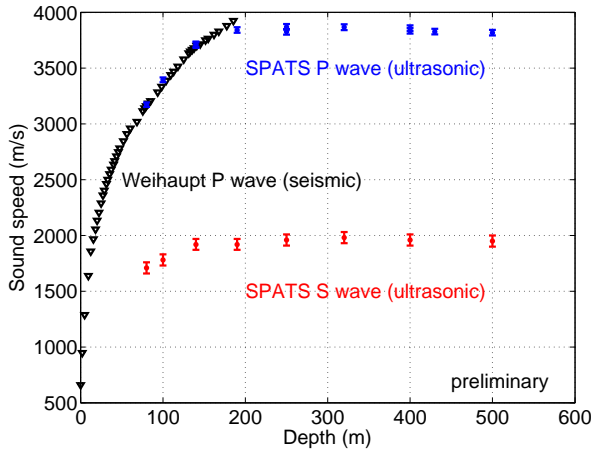 4000
3500
3000
2500
2000
1500
1000
500
Sound speed (m/s)
SPATS P wave (ultrasonic)
Weihaupt P wave (seismic)
SPATS S wave (ultrasonic)
preliminary
0
100
200
300
400
500
600
Depth (m)